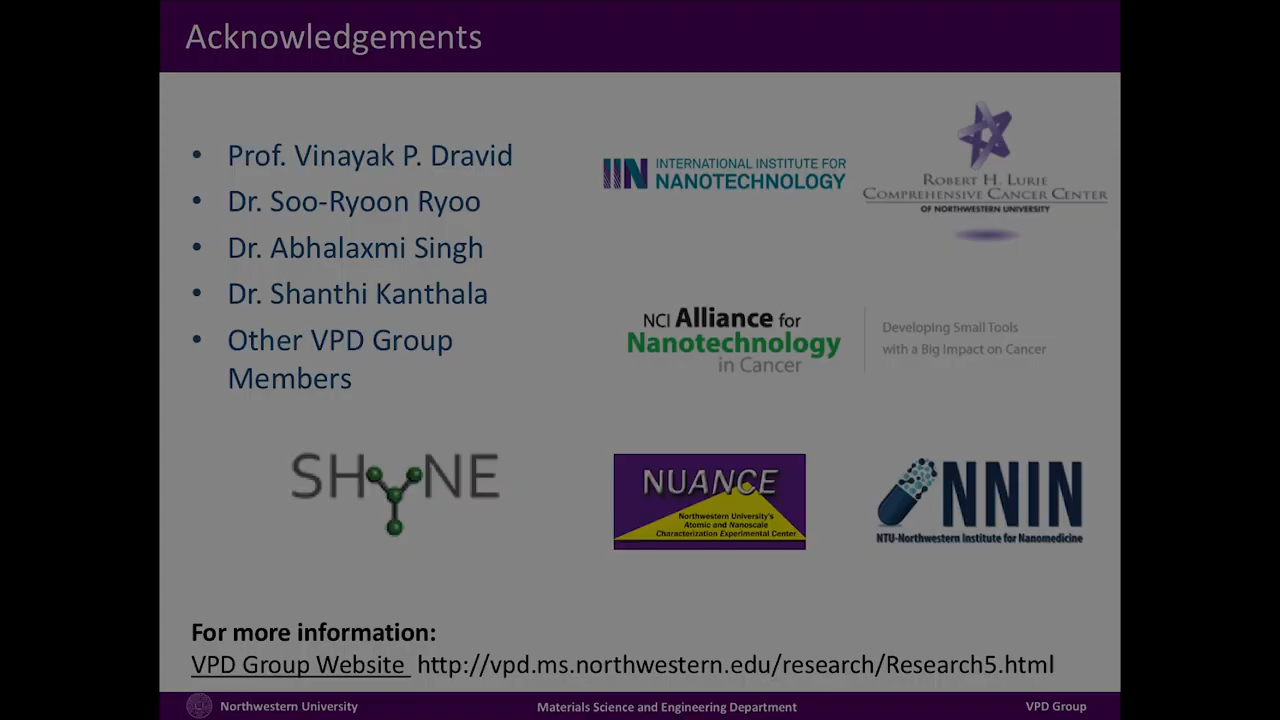 Acknowledgements
• Prof. Vinayak P. Dravid
• Dr. Soo-Ryoon Ryoo
• Dr. Abhalaxmi Singh
• Dr. Shanthi Kanthala
• Other VPD Group
Members
IIN INTERNATIONAL INSTITUTE FOR
NANOTECHNOLOGY
ROBERT H. LURIE
COMPREHENSIVE CANCER CENTER
OF NORTHWESTERN UNIVERSITY
NCI Alliance for
Nanotechnology
in Cancer
Developing Small Tools
with a Big Impact on Cancer
SHyNE
NUANCE
Northwestern University's
Atomic and Nanoscale
Characterization Experimental Center
NNIN
NTU-Northwestern Institute for Nanomedicine
For more information:
VPD Group Website http://vpd.ms.northwestern.edu/research/Research5.html
Northwestern University
Materials Science and Engineering Department
VPD Group